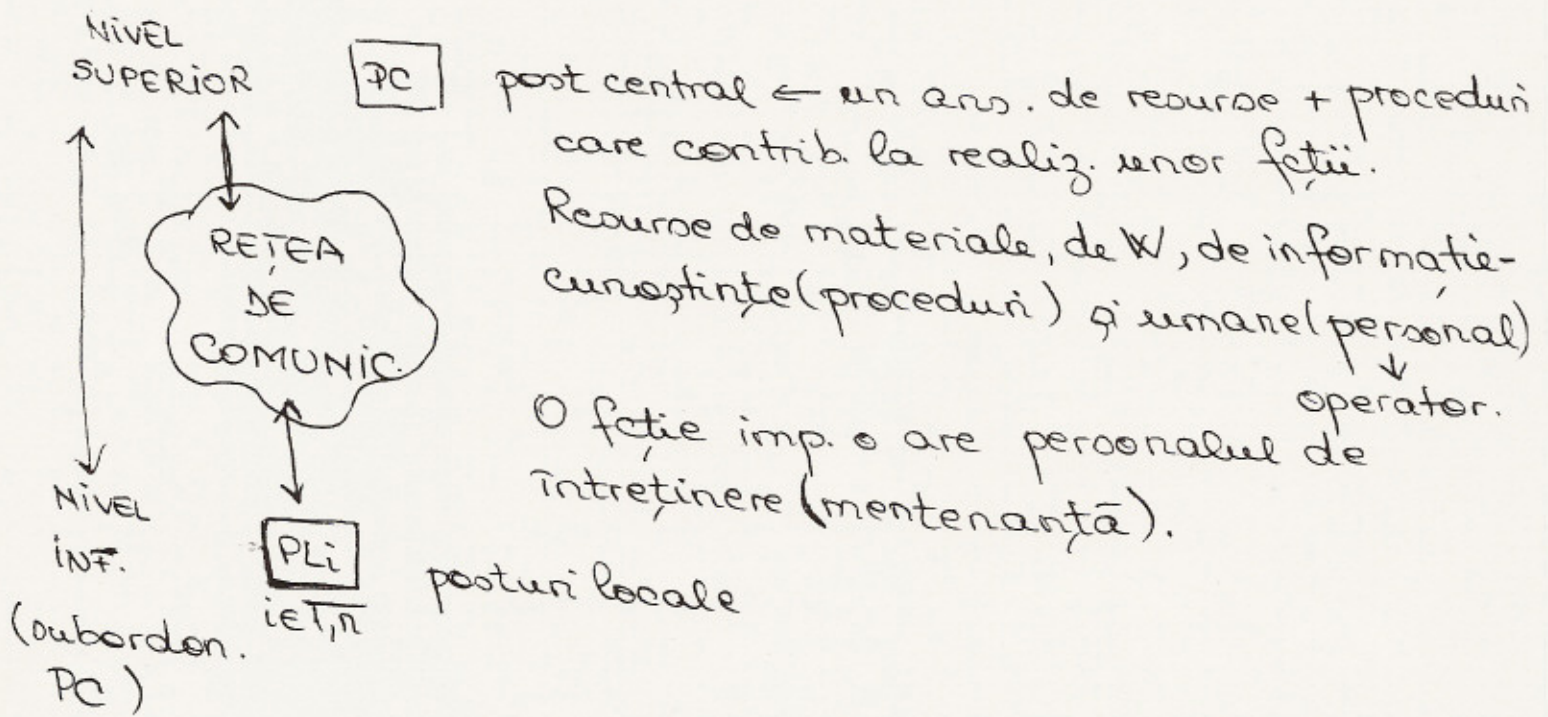 NIVEL
SUPERIOR
PC
post central ← un ans. de resurse + proceduri
care contrib. la realiz. unor fcții.
Resurse de materiale, de W, de informație-
cunoștințe (proceduri) și umane (personal)
↓
operator.
REȚEA
DE
COMUNIC.
O fcție imp. o are personalul de
întreținere (mentenanță).
NIVEL
INF.
(subordon.
PC)
PLi
i∈1,n
posturi locale